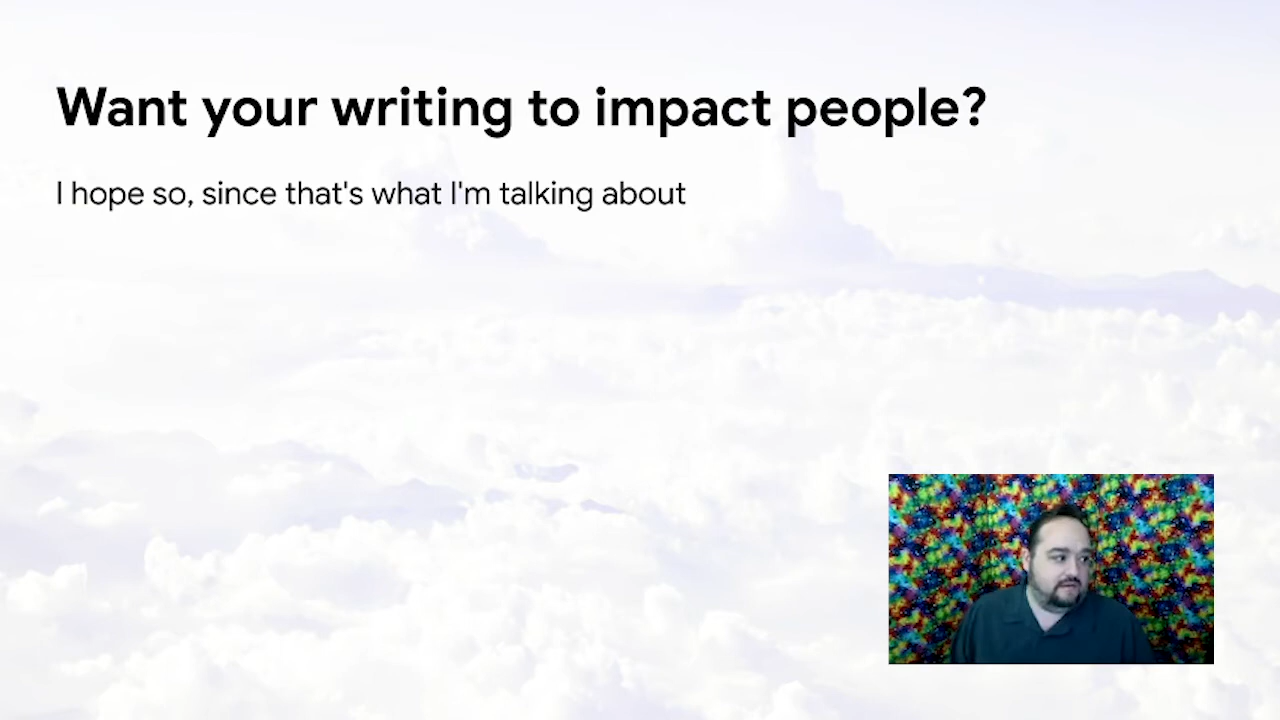 Want your writing to impact people?
I hope so, since that's what I'm talking about